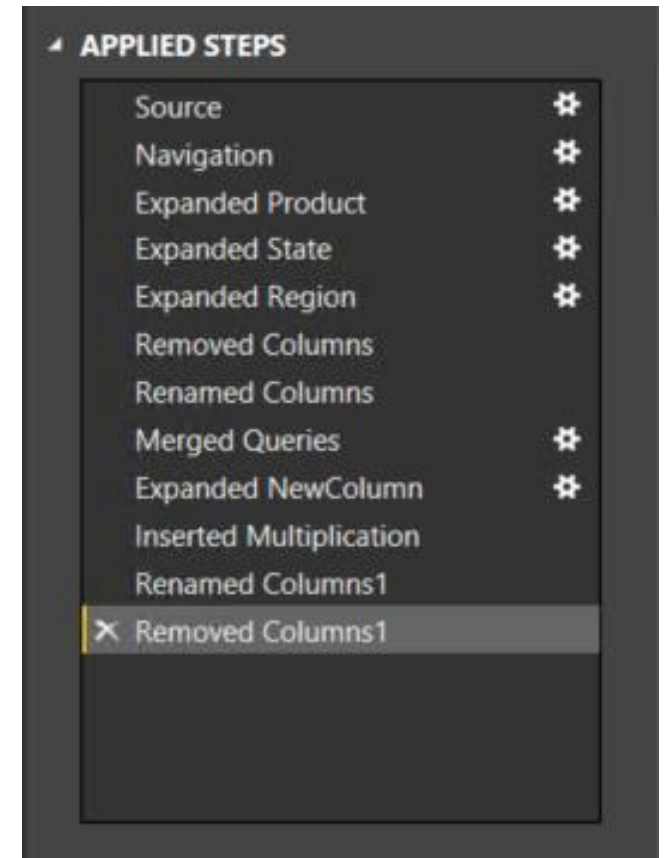 APPLIED STEPS
Source
Navigation
Expanded Product
Expanded State
Expanded Region
Removed Columns
Renamed Columns
Merged Queries
Expanded NewColumn
Inserted Multiplication
Renamed Columns1
Removed Columns1